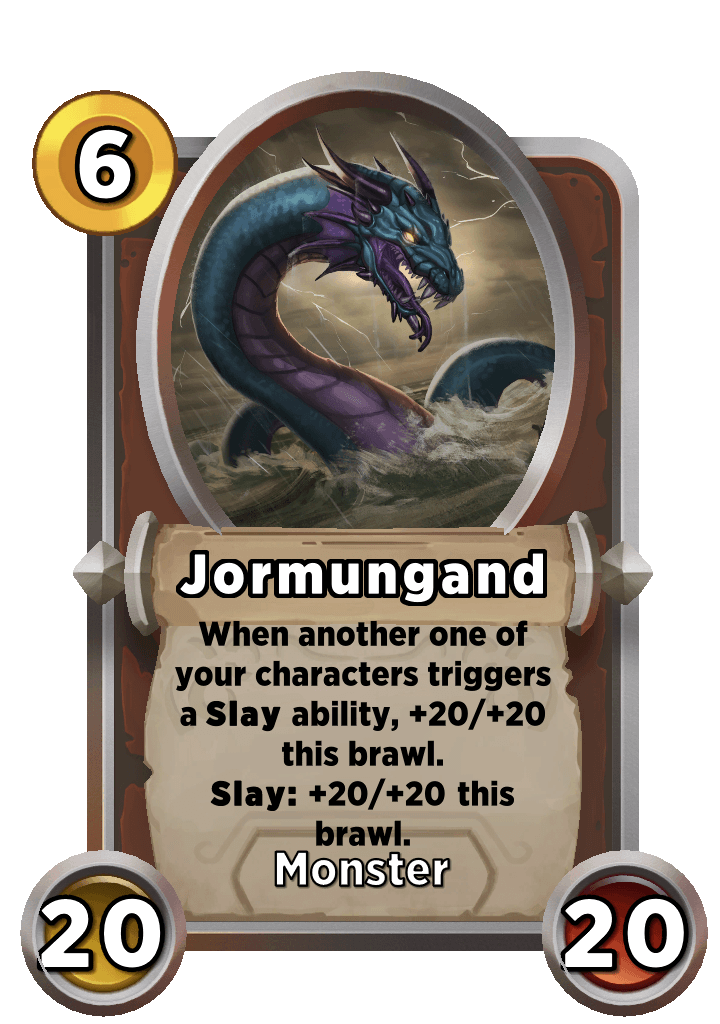 6
Jormungand
When another one of
your characters triggers
a Slay ability, +20/+20
this brawl.
Slay: +20/+20 this
brawl.
Monster
20
20